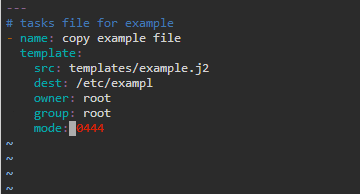 ---
# tasks file for example
- name: copy example file
  template:
    src: templates/example.j2
    dest: /etc/exampl
    owner: root
    group: root
    mode: 0444
~
~
~
~